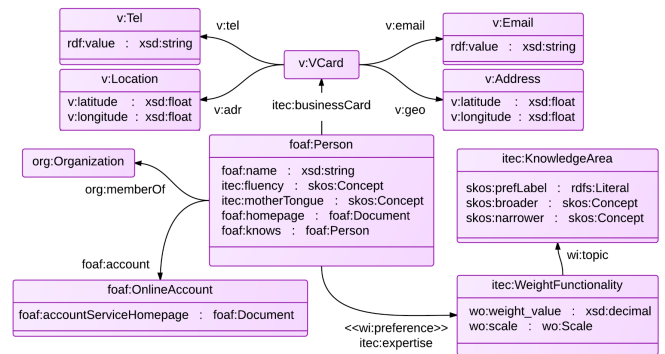 v:Tel
rdf:value : xsd:string
v:tel
v:email
v:Email
rdf:value : xsd:string
v:VCard
v:Location
v:latitude : xsd:float
v:longitude : xsd:float
v:adr
itec:businessCard
v:geo
v:Address
v:latitude : xsd:float
v:longitude : xsd:float
foaf:Person
foaf:name : xsd:string
itec:fluency : skos:Concept
itec:motherTongue : skos:Concept
foaf:homepage : foaf:Document
foaf:knows : foaf:Person
org:Organization
org:memberOf
itec:KnowledgeArea
skos:prefLabel : rdfs:Literal
skos:broader : skos:Concept
skos:narrower : skos:Concept
wi:topic
foaf:account
foaf:OnlineAccount
foaf:accountServiceHomepage : foaf:Document
itec:WeightFunctionality
wo:weight_value : xsd:decimal
wo:scale : wo:Scale
<<wi:preference>>
itec:expertise